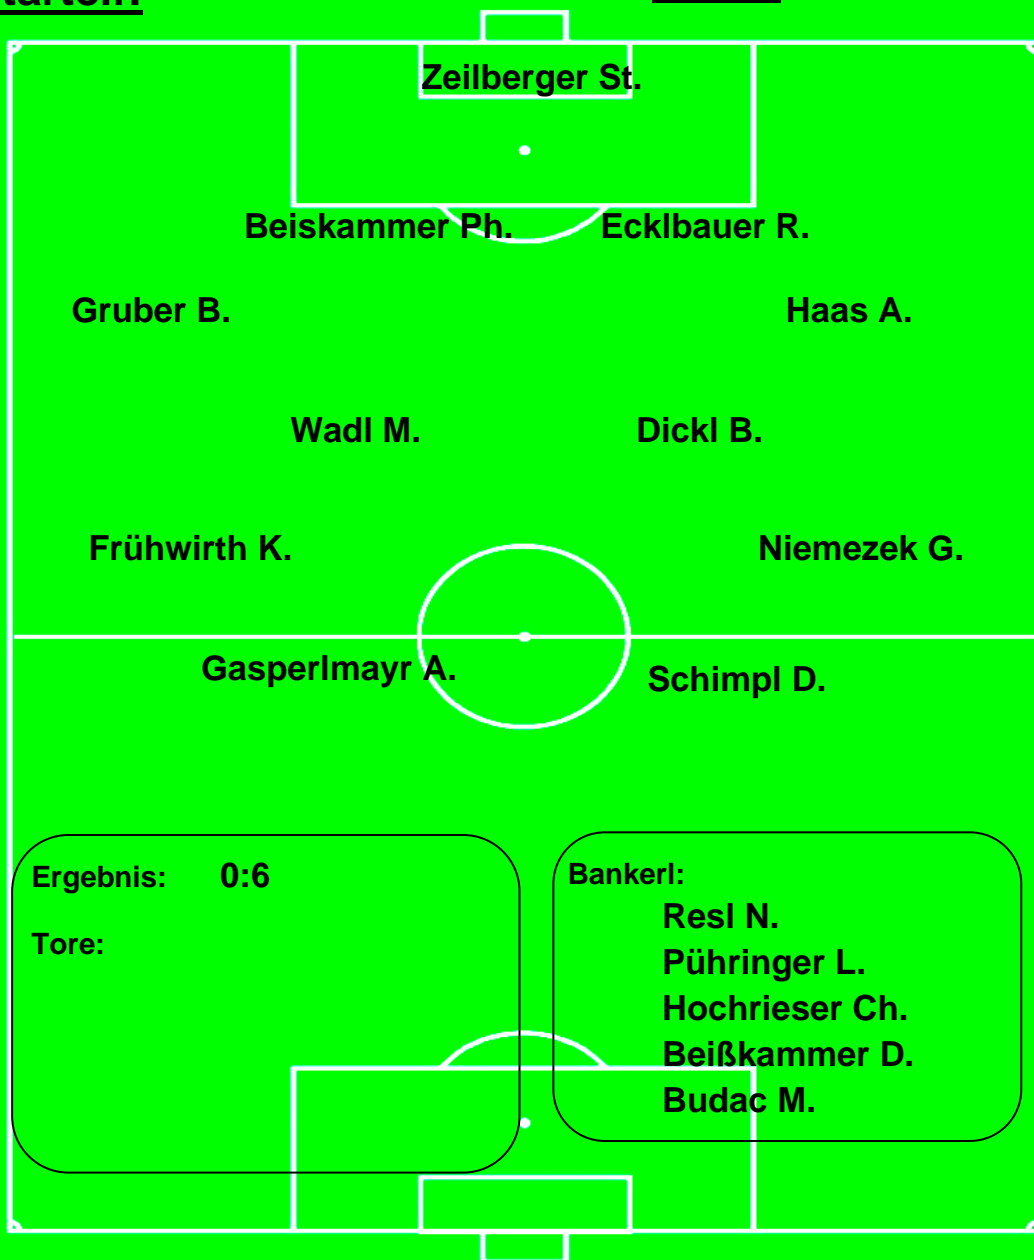 Zeilberger St.
Beiskammer Ph. Ecklbauer R.
Gruber B. Haas A.
Wadl M. Dickl B.
Frühwirth K. Niemezek G.
Gasperlmayr A. Schimpl D.
Ergebnis: 0:6
Tore:
Bankerl:
Resl N.
Pühringer L.
Hochrieser Ch.
Beißkammer D.
Budac M.